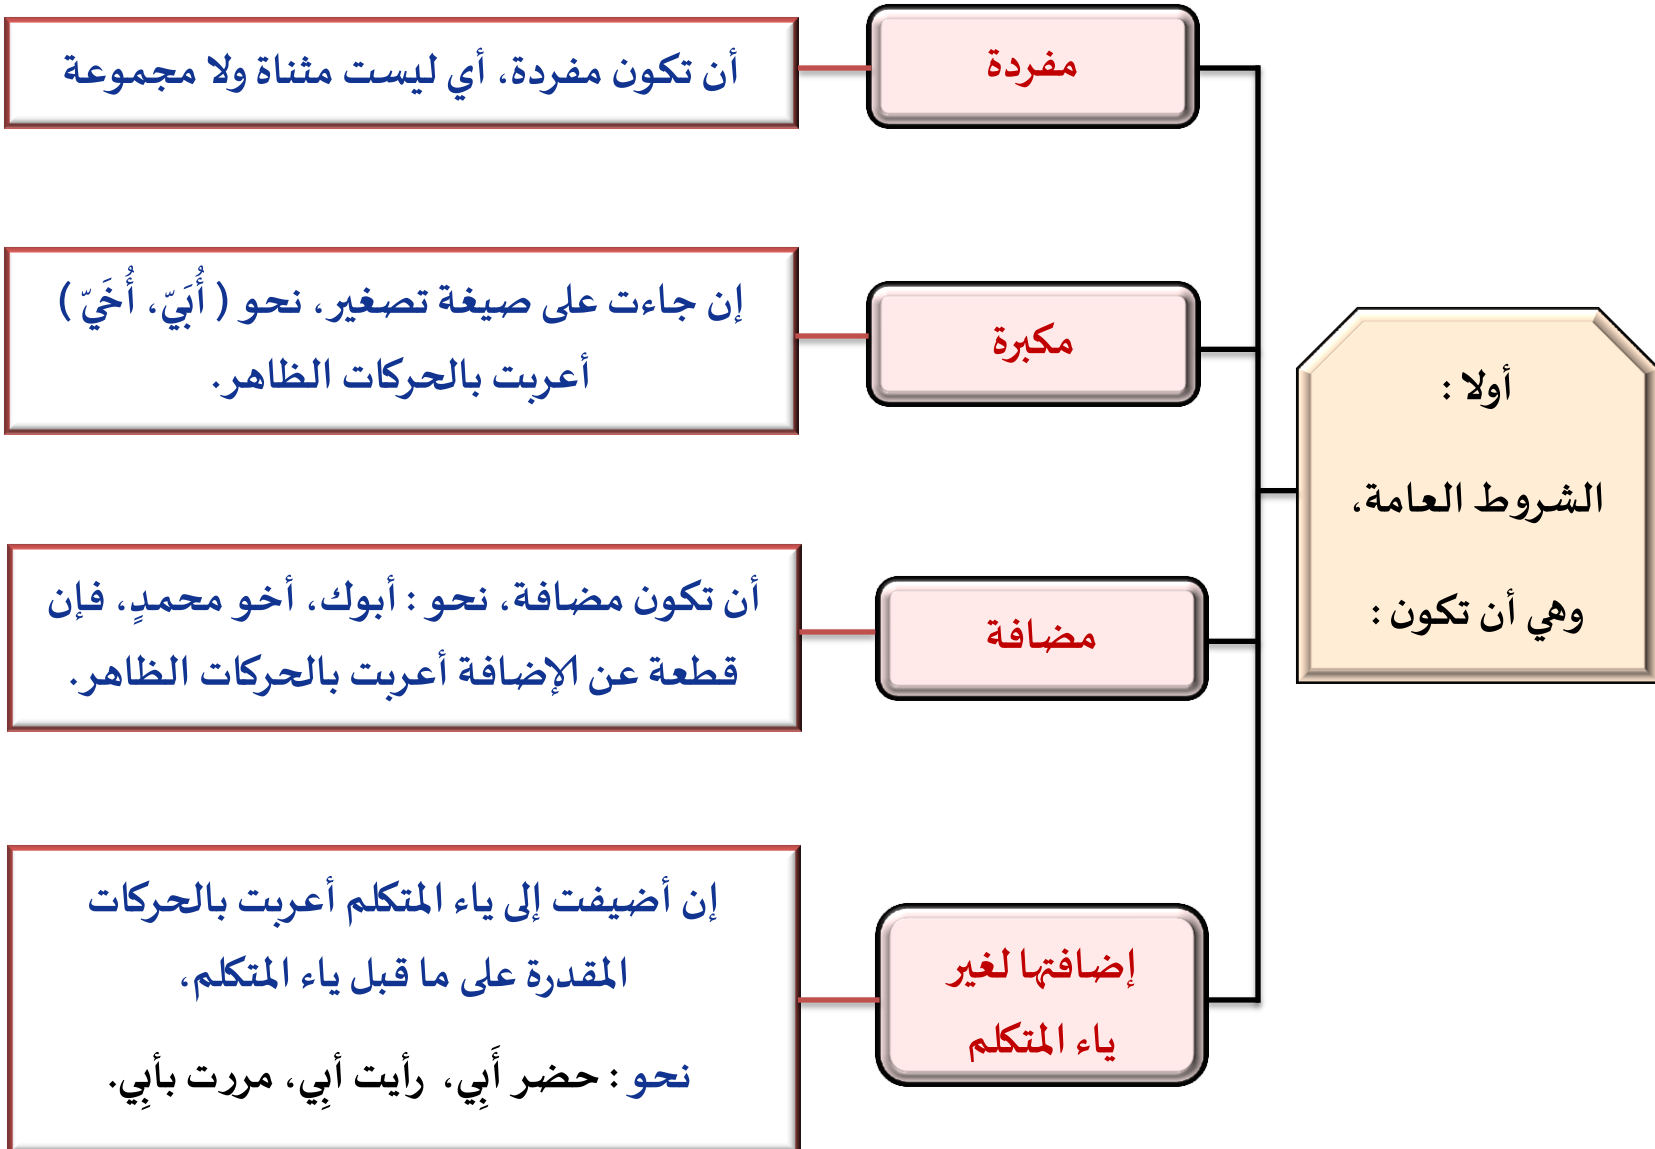 أولا :
الشروط العامة،
وهي أن تكون :
مفردة
أن تكون مفردة، أي ليست مثناة ولا مجموعة
مكبرة
إن جاءت على صيغة تصغير، نحو ( أُبَيّ، أُخَيّ )
أعربت بالحركات الظاهر.
مضافة
أن تكون مضافة، نحو : أبوك، أخو محمدٍ، فإن
قطعة عن الإضافة أعربت بالحركات الظاهر.
إضافتها لغير
ياء المتكلم
إن أضيفت إلى ياء المتكلم أعربت بالحركات
المقدرة على ما قبل ياء المتكلم،
نحو : حضر أَبِي، رأيت أبِي، مررت بأبِي.